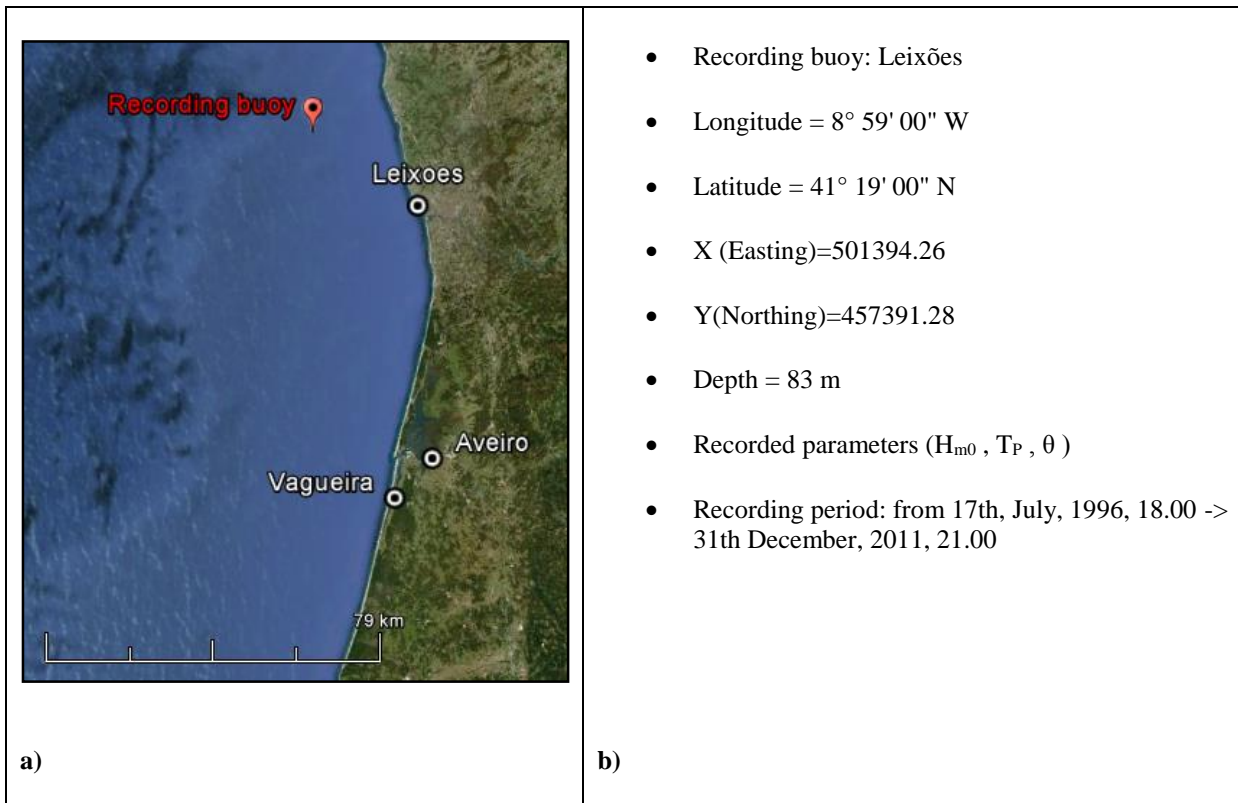 Recording buoy
Leixoes
Aveiro
Vagueira
79 km
a)
• Recording buoy: Leixões
• Longitude = 8° 59' 00" W
• Latitude = 41° 19' 00" N
• X (Easting)=501394.26
• Y(Northing)=457391.28
• Depth = 83 m
• Recorded parameters (Hm0 , TP , θ )
• Recording period: from 17th, July, 1996, 18.00 ->
31th December, 2011, 21.00
b)